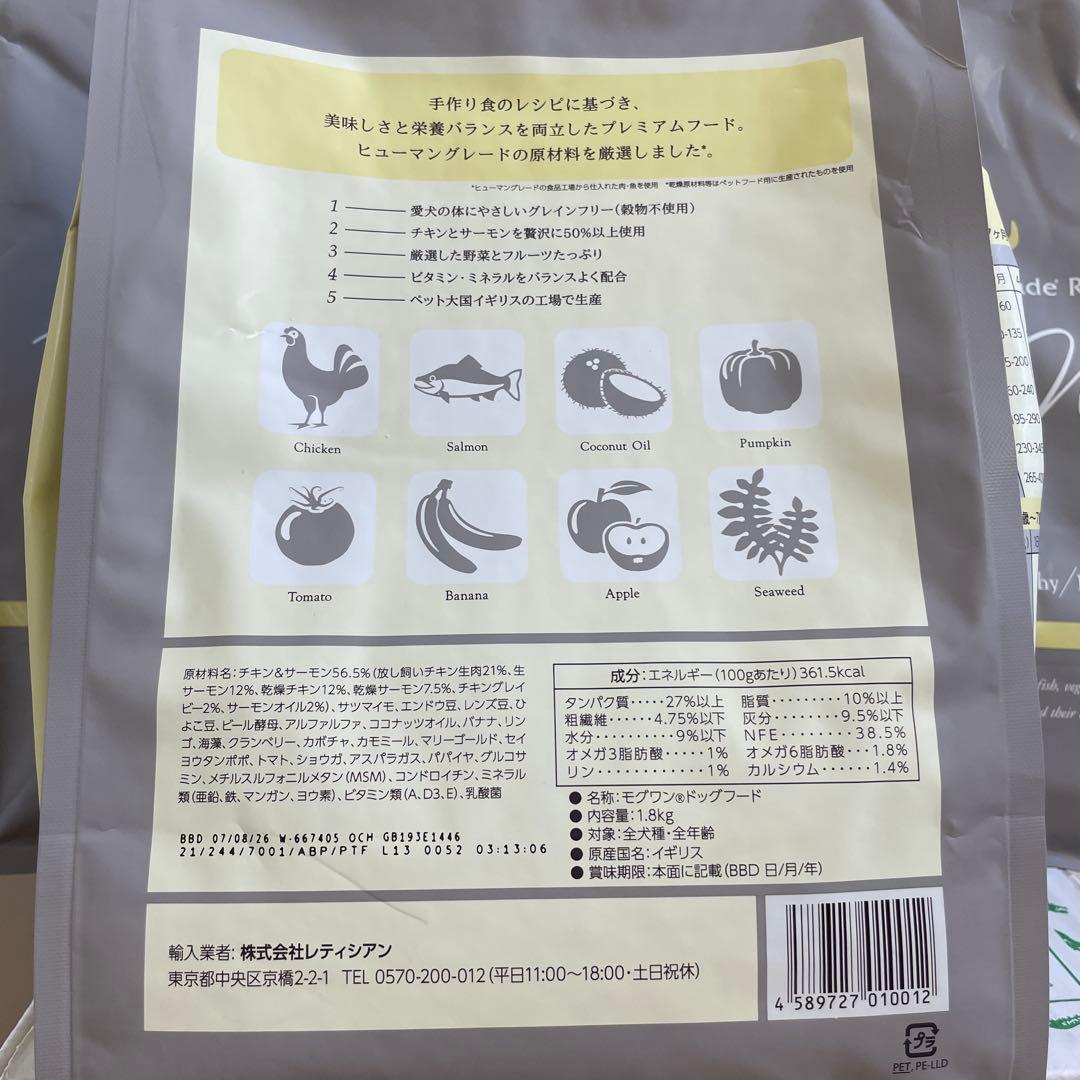 手作り食のレシピに基づき、
美味しさと栄養バランスを両立したプレミアムフード。
ヒューマングレードの原材料を厳選しました*。
*ヒューマングレードの食品工場から仕入れた肉・魚を使用 *乾燥原材料等はペットフード用に生産されたものを使用
1 愛犬の体にやさしいグレインフリー(穀物不使用)
2 チキンとサーモンを贅沢に50%以上使用
3 厳選した野菜とフルーツたっぷり
4 ビタミン・ミネラルをバランスよく配合
5 ペット大国イギリスの工場で生産
Chicken Salmon Coconut Oil Pumpkin
Tomato Banana Apple Seaweed
原材料名:チキン&サーモン56.5%(放し飼いチキン生肉21%、生
サーモン12%、乾燥チキン12%、乾燥サーモン7.5%、チキングレイ
ビー2%、サーモンオイル2%)、サツマイモ、エンドウ豆、レンズ豆、ひ
よこ豆、ビール酵母、アルファルファ、ココナッツオイル、バナナ、リン
ゴ、海藻、クランベリー、カボチャ、カモミール、マリーゴールド、セイ
ヨウタンポポ、トマト、ショウガ、アスパラガス、パパイヤ、グルコサ
ミン、メチルスルフォニルメタン(MSM)、コンドロイチン、ミネラル
類(亜鉛、鉄、マンガン、ヨウ素)、ビタミン類(A、D3、E)、乳酸菌
BBD 07/08/26 W-667405 OCH GB193E1446
21/244/7001/ABP/PTF L13 0052 03:13:06
成分:エネルギー(100gあたり)361.5kcal
タンパク質・・・・・27%以上 脂質・・・・・・・・・10%以上
粗繊維・・・・・4.75%以下 灰分・・・・・・・・9.5%以下
水分・・・・・・・・・・9%以下 NFE・・・・・・・・・38.5%
オメガ3脂肪酸・・・・1% オメガ6脂肪酸・・・1.8%
リン・・・・・・・・・・・・1% カルシウム・・・・・・1.4%
● 名称:モグワン®ドッグフード
● 内容量:1.8kg
● 対象:全犬種・全年齢
● 原産国名:イギリス
● 賞味期限:本面に記載(BBD 日/月/年)
輸入業者: 株式会社レティシアン
東京都中央区京橋2-2-1 TEL 0570-200-012(平日11:00〜18:00・土日祝休)
4 589727 010012
プラ
PET, PE-LLD
ade R
60
-135
5-200
60-240
195-290
230-345
hy/
fish, veg
d their